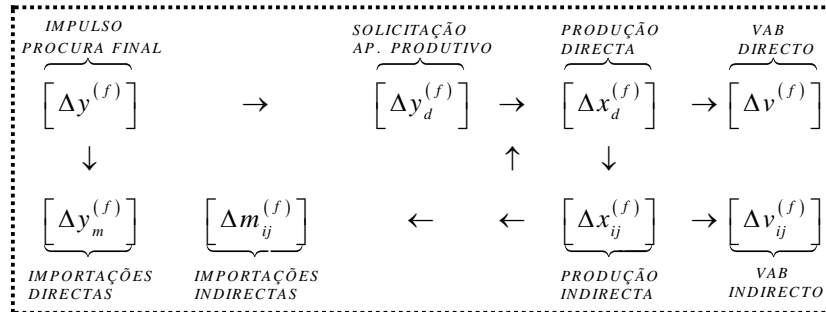 IMPULSO PROCURA FINAL
SOLICITAÇÃO AP. PRODUTIVO
PRODUÇÃO DIRECTA
VAB DIRECTO
[Δy^(f)] → [Δy_d^(f)] → [Δx_d^(f)] → [Δv^(f)]
↓ ↑ ↓
[Δy_m^(f)] [Δm_ij^(f)] ← ← [Δx_ij^(f)] → [Δv_ij^(f)]
IMPORTAÇÕES DIRECTAS
IMPORTAÇÕES INDIRECTAS
PRODUÇÃO INDIRECTA
VAB INDIRECTO